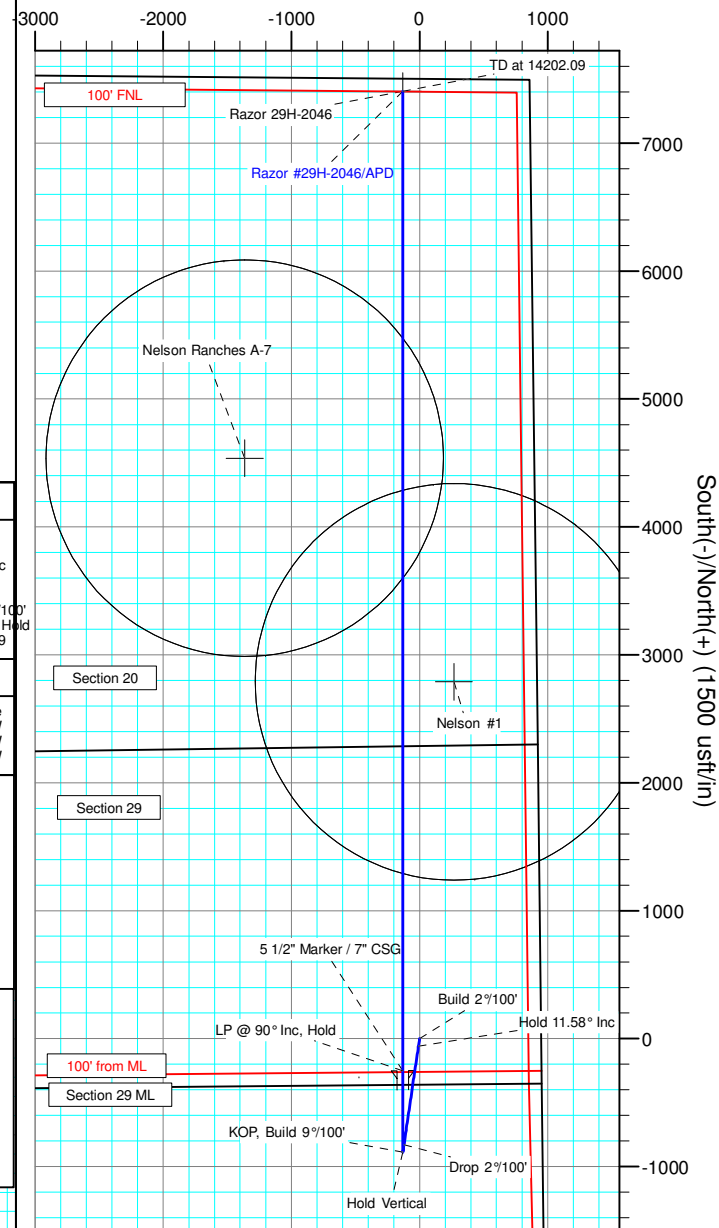 -3000 -2000 -1000 0 1000
TD at 14202.09
100' FNL
Razor 29H-2046
7000
Razor #29H-2046/APD
6000
Nelson Ranches A-7
5000
4000
South(-)/North(+) (1500 usft/in)
c
/100'
Hold
9
3000
Section 20
Nelson #1
2000
Section 29
1000
5 1/2" Marker / 7" CSG
Build 2°/100'
Hold 11.58° Inc
LP @ 90° Inc, Hold
0
100' from ML
Section 29 ML
KOP, Build 9°/100'
Drop 2°/100'
-1000
Hold Vertical